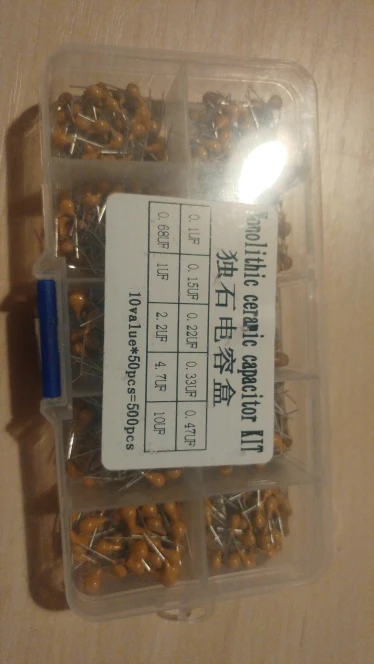 Monolithic ceramic capacitor KIT
独石电容盒
0.1UF 0.15UF 0.22UF 0.33UF 0.47UF
0.68UF 1UF 2.2UF 4.7UF 10UF
10value*50pcs=500pcs